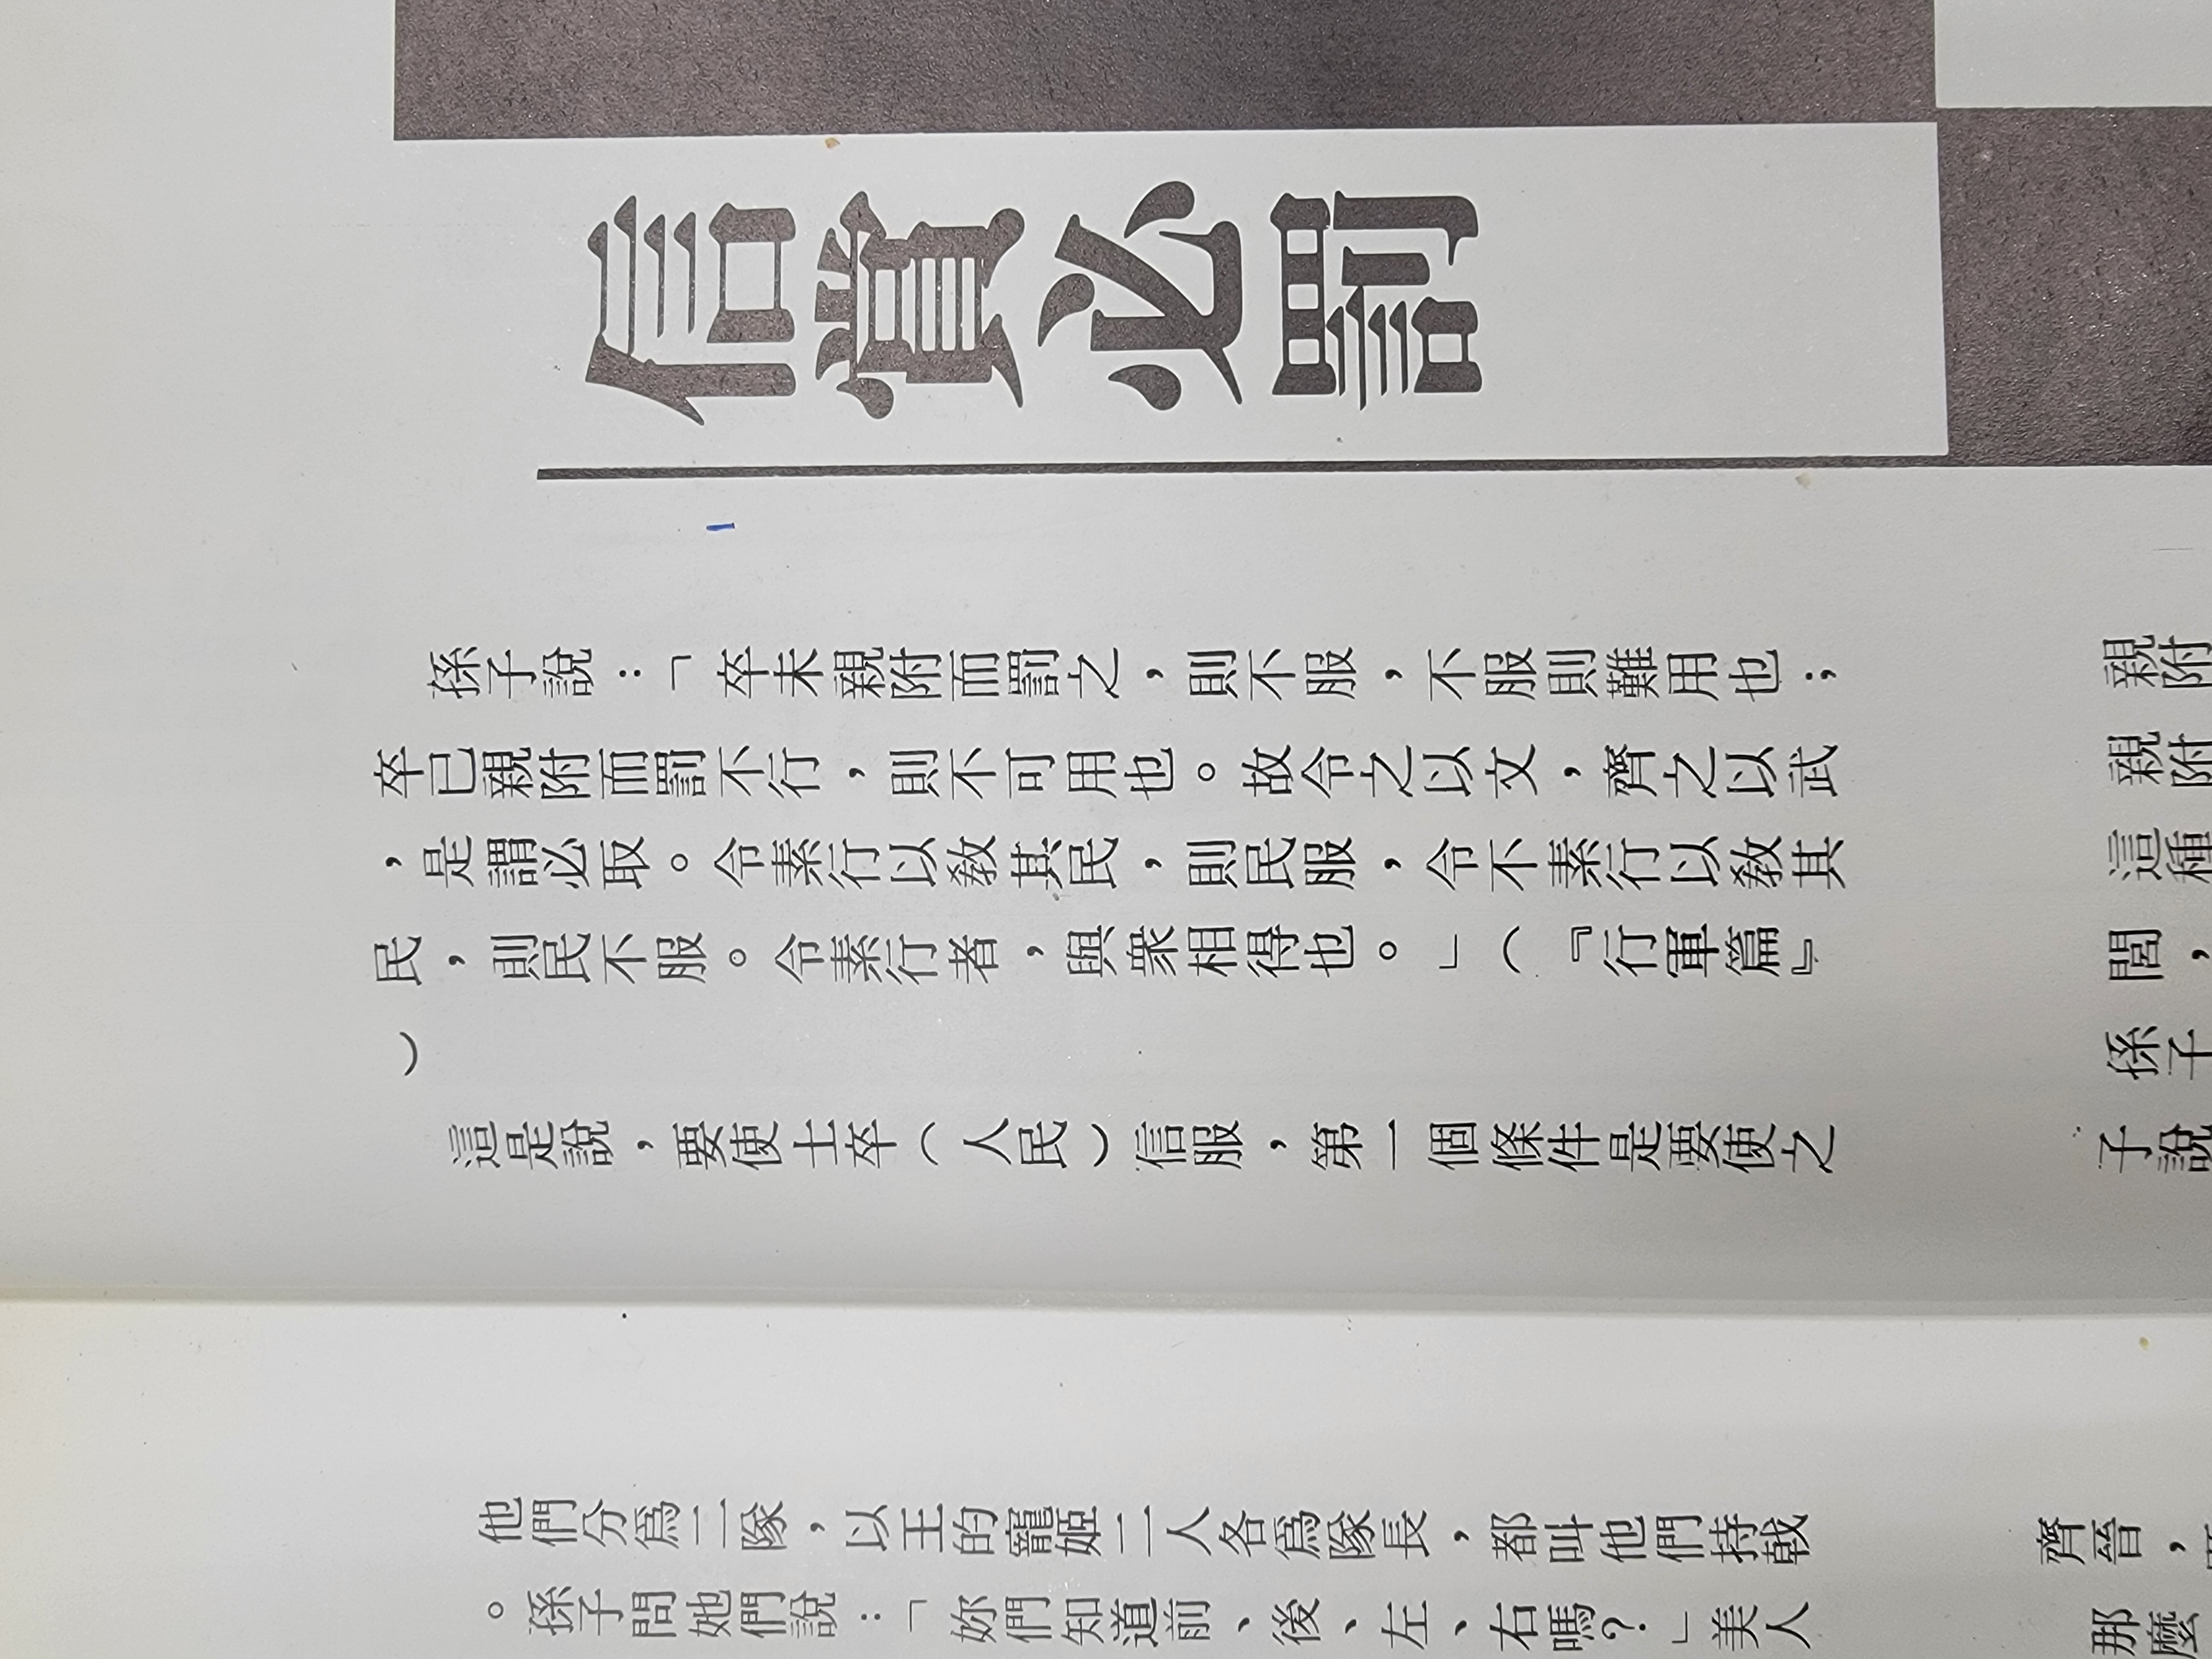 信賞必罰
孫子說：「卒未親附而罰之，則不服，不服則難用也；
卒已親附而罰不行，則不可用也。故令之以文，齊之以武
，是謂必取。令素行以敎其民，則民服，令不素行以敎其
民，則民不服。令素行者，與衆相得也。」（『行軍篇』
）
這是說，要使士卒（人民）信服，第一個條件是要使之
親附
親附
這種
閭，
孫子
子說
他們分爲二隊，以王的寵姬二人各爲隊長，都叫他們持戟
。孫子問她們說：「妳們知道前、後、左、右嗎？」美人
齊晉，
那麼